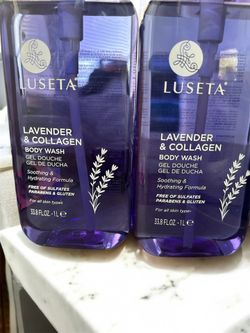 LUSETA
LAVENDER
& COLLAGEN
BODY WASH
GEL DOUCHE
GEL DE DUCHA
Soothing &
Hydrating Formula
FREE OF SULFATES
PARABENS & GLUTEN
For all skin types
33.8 FL.OZ - 1L ℮
LUSETA
LAVENDER
& COLLAGEN
BODY WASH
GEL DOUCHE
GEL DE DUCHA
Soothing &
Hydrating Formula
FREE OF SULFATES
PARABENS & GLUTEN
For all skin types
33.8 FL.OZ - 1L ℮